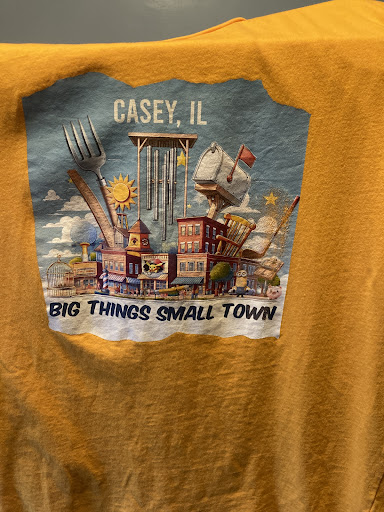 CASEY, IL
BIG THINGS SMALL TOWN